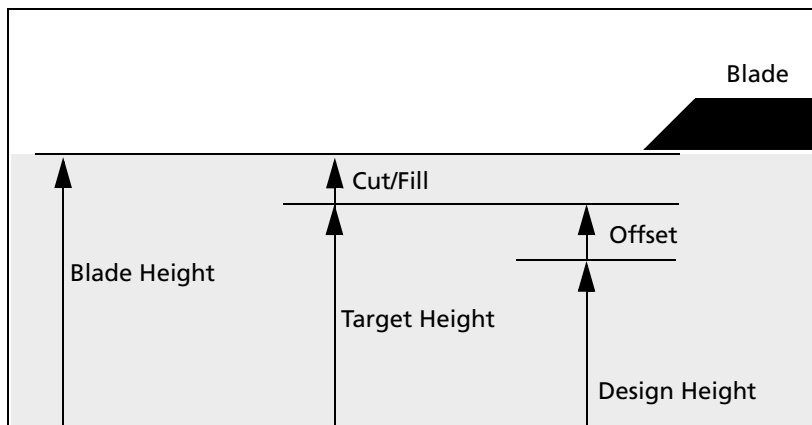 Blade
Cut/Fill
Offset
Blade Height
Target Height
Design Height